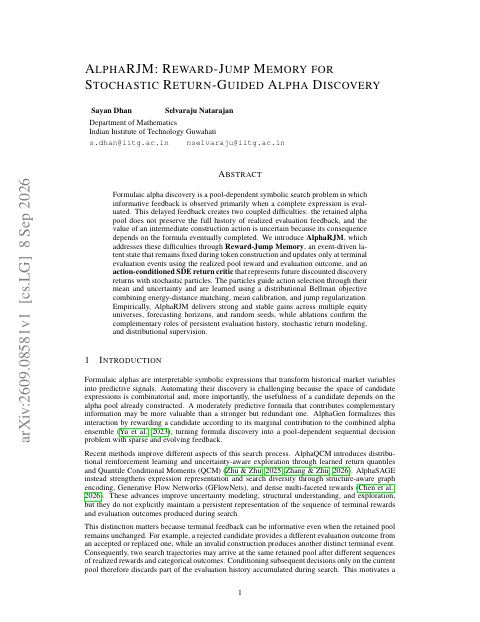 ALPHARJM: REWARD-JUMP MEMORY FOR
STOCHASTIC RETURN-GUIDED ALPHA DISCOVERY
Sayan Dhan Selvaraju Natarajan
Department of Mathematics
Indian Institute of Technology Guwahati
s.dhan@iitg.ac.in nselvaraju@iitg.ac.in
ABSTRACT
Formulaic alpha discovery is a pool-dependent symbolic search problem in which
informative feedback is observed primarily when a complete expression is eval-
uated. This delayed feedback creates two coupled difficulties: the retained alpha
pool does not preserve the full history of realized evaluation feedback, and the
value of an intermediate construction action is uncertain because its consequence
depends on the formula eventually completed. We introduce AlphaRJM, which
addresses these difficulties through Reward-Jump Memory, an event-driven la-
tent state that remains fixed during token construction and updates only at terminal
evaluation events using the realized pool reward and evaluation outcome, and an
action-conditioned SDE return critic that represents future discounted discovery
returns with stochastic particles. The particles guide action selection through their
mean and uncertainty and are learned using a distributional Bellman objective
combining energy-distance matching, mean calibration, and jump regularization.
Empirically, AlphaRJM delivers strong and stable gains across multiple equity
universes, forecasting horizons, and random seeds, while ablations confirm the
complementary roles of persistent evaluation history, stochastic return modeling,
and distributional supervision.
1 INTRODUCTION
Formulaic alphas are interpretable symbolic expressions that transform historical market variables
into predictive signals. Automating their discovery is challenging because the space of candidate
expressions is combinatorial and, more importantly, the usefulness of a candidate depends on the
alpha pool already constructed. A moderately predictive formula that contributes complementary
information may be more valuable than a stronger but redundant one. AlphaGen formalizes this
interaction by rewarding a candidate according to its marginal contribution to the combined alpha
ensemble (Yu et al., 2023), turning formula discovery into a pool-dependent sequential decision
problem with sparse and evolving feedback.
Recent methods improve different aspects of this search process. AlphaQCM introduces distribu-
tional reinforcement learning and uncertainty-aware exploration through learned return quantiles
and Quantile Conditional Moments (QCM) (Zhu & Zhu, 2025; Zhang & Zhu, 2026). AlphaSAGE
instead strengthens expression representation and search diversity through structure-aware graph
encoding, Generative Flow Networks (GFlowNets), and dense multi-faceted rewards (Chen et al.,
2026). These advances improve uncertainty modeling, structural understanding, and exploration,
but they do not explicitly maintain a persistent representation of the sequence of terminal rewards
and evaluation outcomes produced during search.
This distinction matters because terminal feedback can be informative even when the retained pool
remains unchanged. For example, a rejected candidate provides a different evaluation outcome from
an accepted or replaced one, while an invalid construction produces another distinct terminal event.
Consequently, two search trajectories may arrive at the same retained pool after different sequences
of realized rewards and categorical outcomes. Conditioning subsequent decisions only on the current
pool therefore discards part of the evaluation history accumulated during search. This motivates a
1
arXiv:2609.08581v1 [cs.LG] 8 Sep 2026